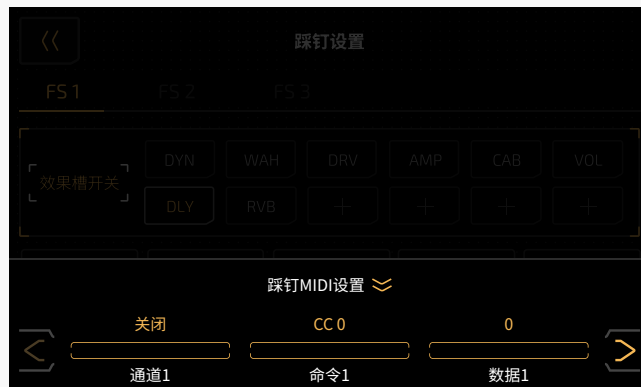 踩钉设置
FS 1 FS 2 FS 3
DYN WAH DRV AMP CAB VOL
效果槽开关
DLY RVB
踩钉MIDI设置
关闭 CC 0 0
通道1 命令1 数据1